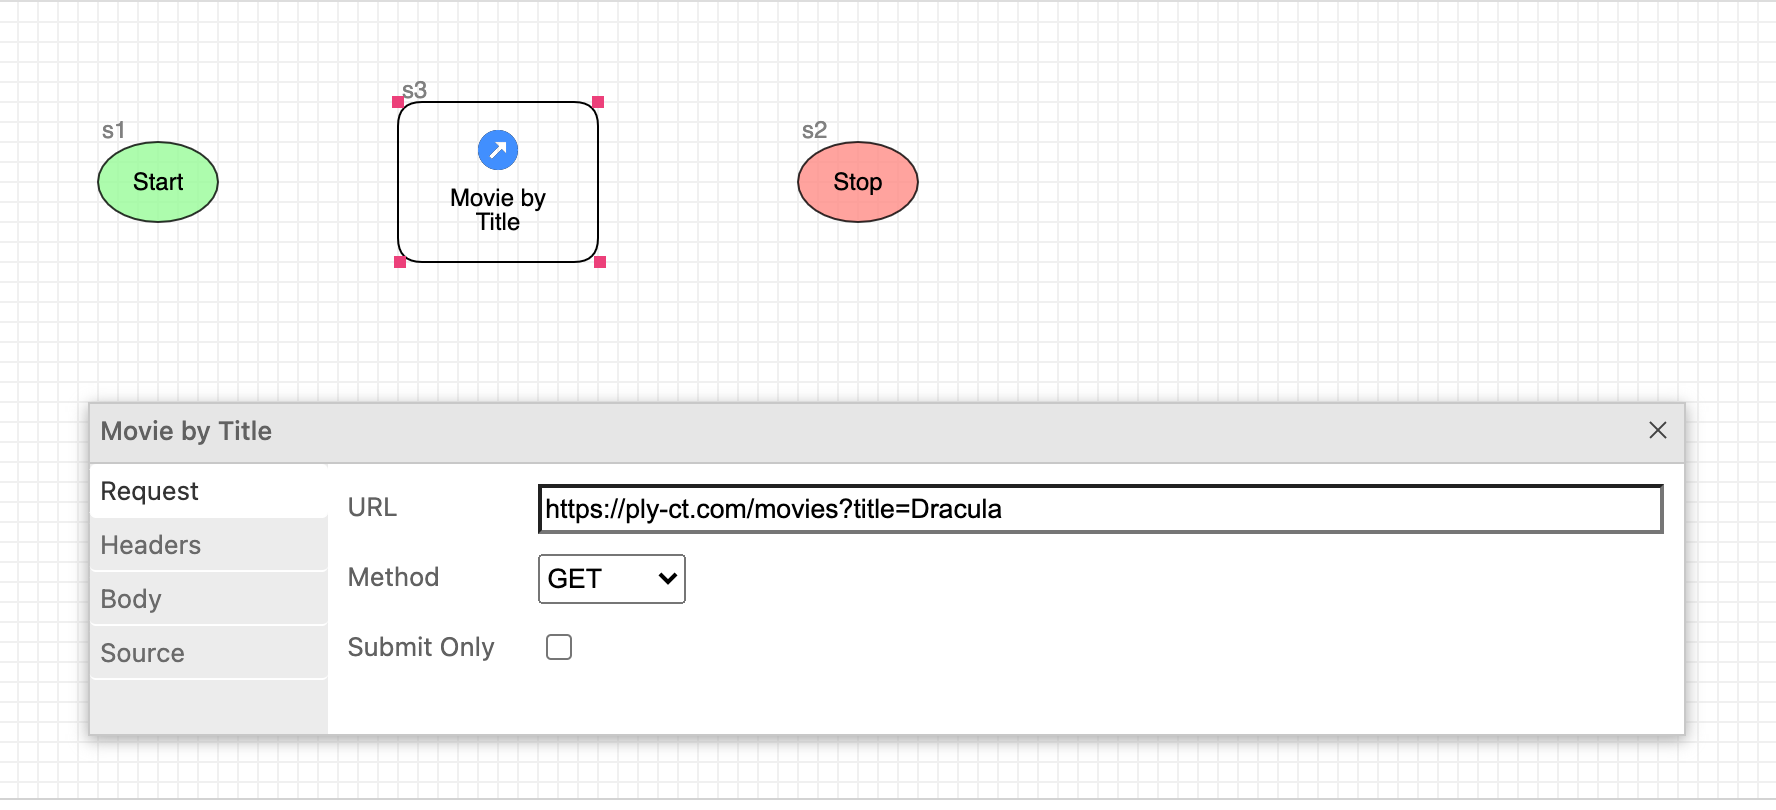 s1
Start
s3
Movie by
Title
s2
Stop
Movie by Title
Request
Headers
Body
Source
URL
https://ply-ct.com/movies?title=Dracula
Method
GET
Submit Only